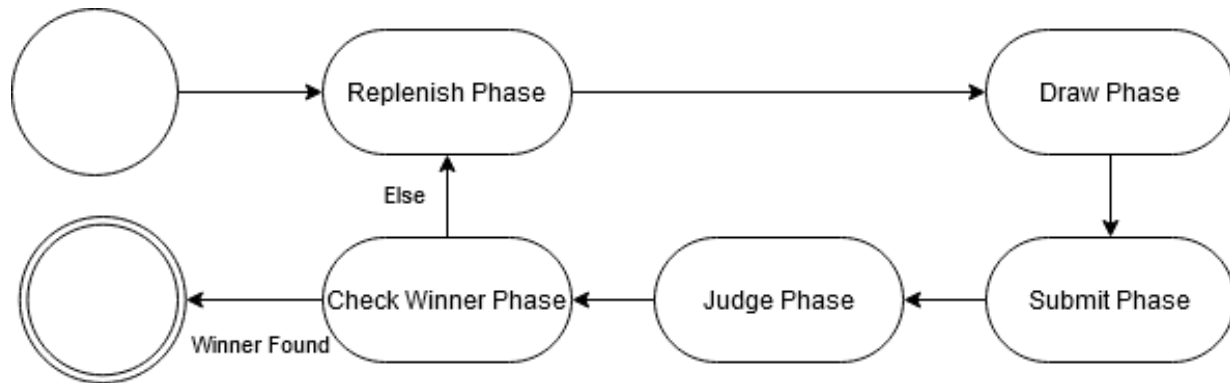 Replenish Phase
Draw Phase
Else
Check Winner Phase
Judge Phase
Submit Phase
Winner Found